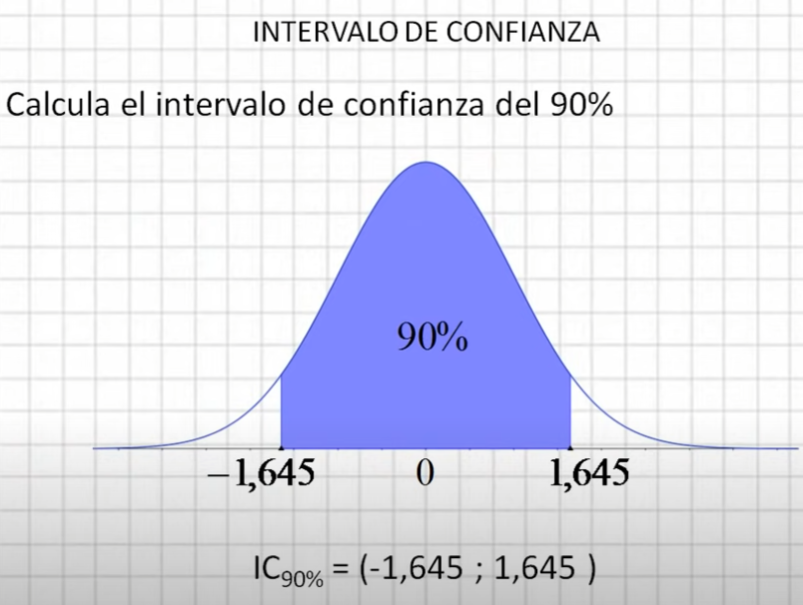 INTERVALO DE CONFIANZA
Calcula el intervalo de confianza del 90%
90%
−1,645 0 1,645
IC90% = (-1,645 ; 1,645 )